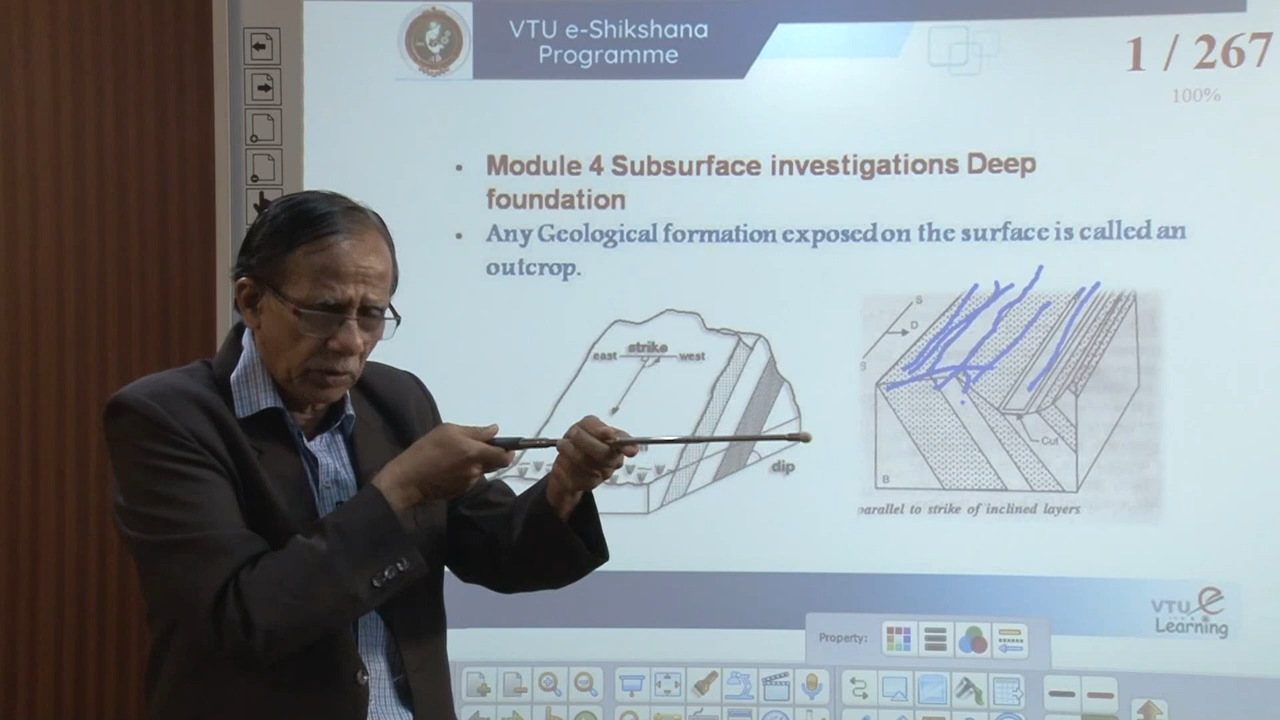 VTU e-Shikshana
Programme
1 / 267
100%
Module 4 Subsurface investigations Deep
foundation
Any Geological formation exposed on the surface is called an
outcrop.
strike
east
west
dip
S
D
Cut
B
parallel to strike of inclined layers
VTU e
Learning
Property: